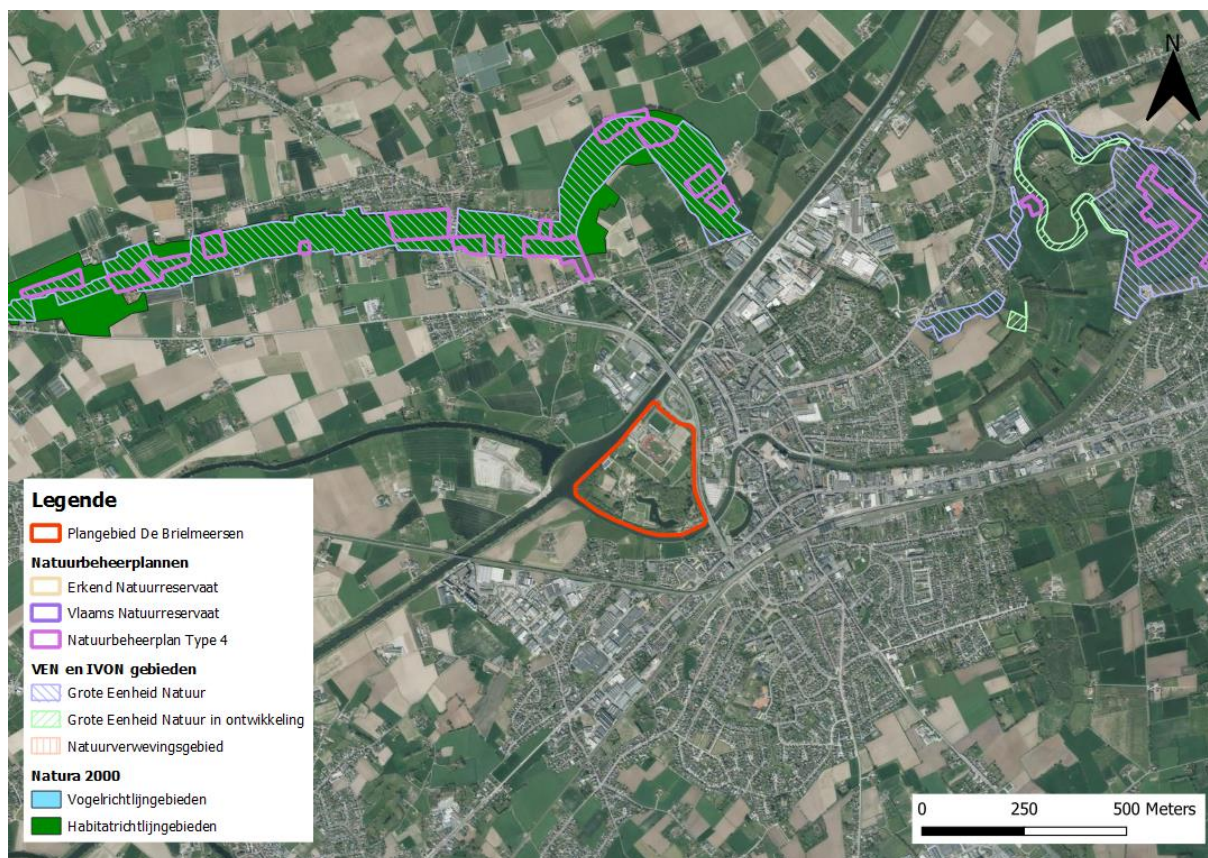 N
Legende
Plangebied De Brielmeersen
Natuurbeheerplannen
Erkend Natuurreservaat
Vlaams Natuurreservaat
Natuurbeheerplan Type 4
VEN en IVON gebieden
Grote Eenheid Natuur
Grote Eenheid Natuur in ontwikkeling
Natuurverwevingsgebied
Natura 2000
Vogelrichtlijngebieden
Habitatrichtlijngebieden
0 250 500 Meters